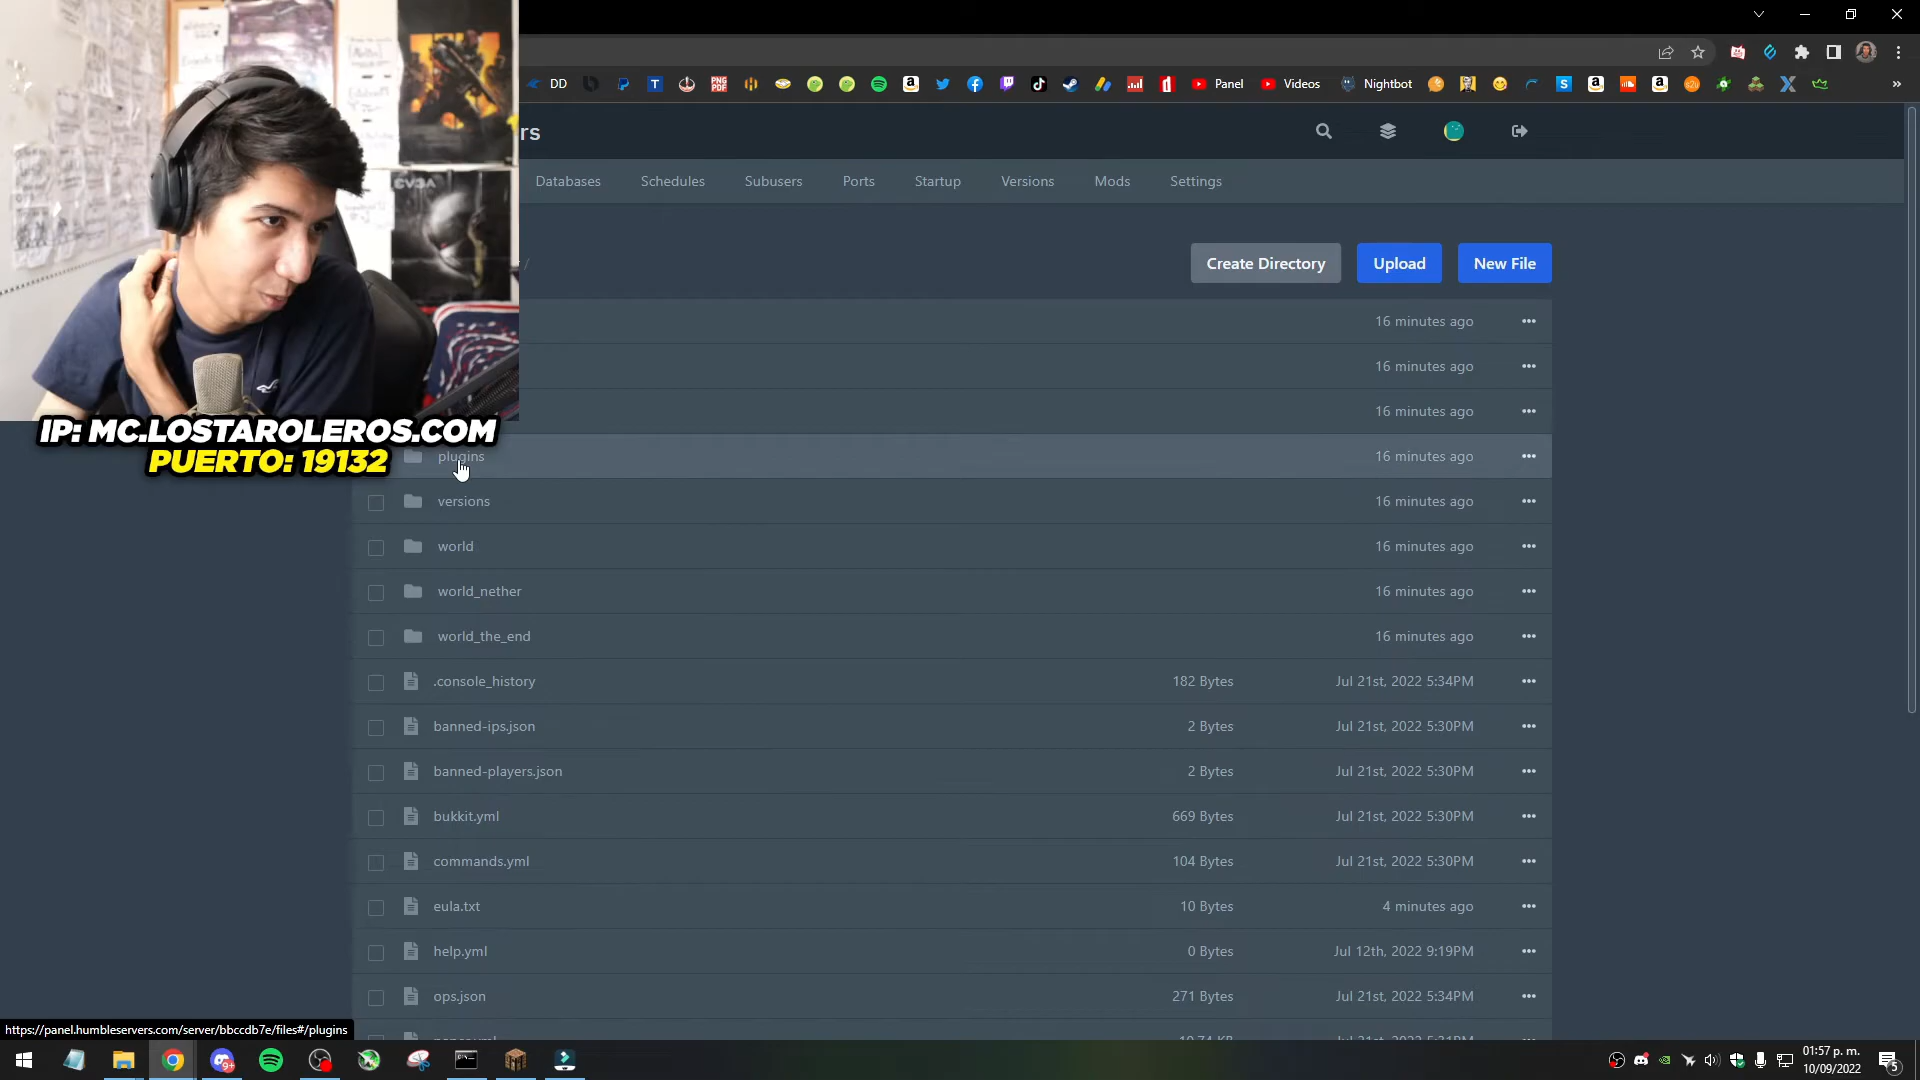 DD
Panel
Videos
Nightbot
rs
Databases
Schedules
Subusers
Ports
Startup
Versions
Mods
Settings
/
Create Directory
Upload
New File
16 minutes ago
16 minutes ago
16 minutes ago
EVGA
IP: MC.LOSTAROLEROS.COM
PUERTO: 19132
plugins 16 minutes ago
versions 16 minutes ago
world 16 minutes ago
world_nether 16 minutes ago
world_the_end 16 minutes ago
.console_history 182 Bytes Jul 21st, 2022 5:34PM
banned-ips.json 2 Bytes Jul 21st, 2022 5:30PM
banned-players.json 2 Bytes Jul 21st, 2022 5:30PM
bukkit.yml 669 Bytes Jul 21st, 2022 5:30PM
commands.yml 104 Bytes Jul 21st, 2022 5:30PM
eula.txt 10 Bytes 4 minutes ago
help.yml 0 Bytes Jul 12th, 2022 9:19PM
ops.json 271 Bytes Jul 21st, 2022 5:34PM
https://panel.humbleservers.com/server/bbccdb7e/files#/plugins
01:57 p. m.
10/09/2022